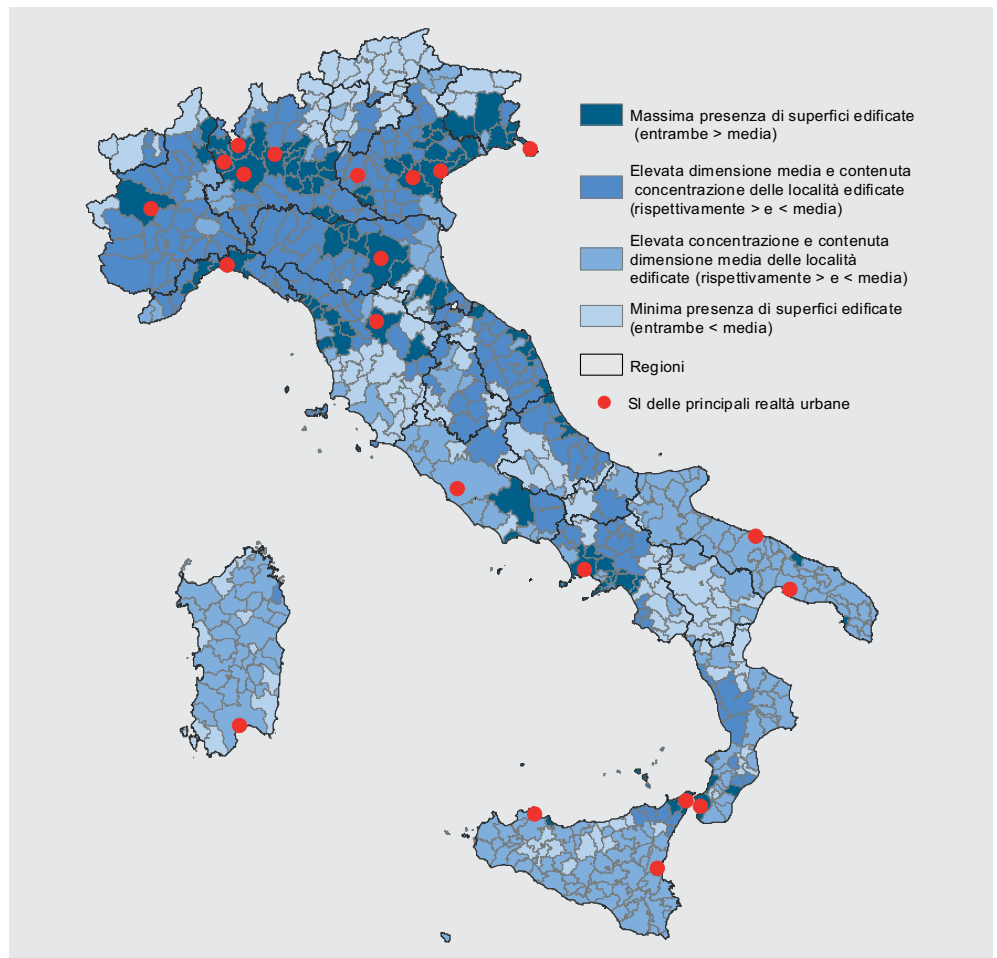 Massima presenza di superfici edificate
(entrambe > media)
Elevata dimensione media e contenuta
concentrazione delle località edificate
(rispettivamente > e < media)
Elevata concentrazione e contenuta
dimensione media delle località
edificate (rispettivamente > e < media)
Minima presenza di superfici edificate
(entrambe < media)
Regioni
Sl delle principali realtà urbane